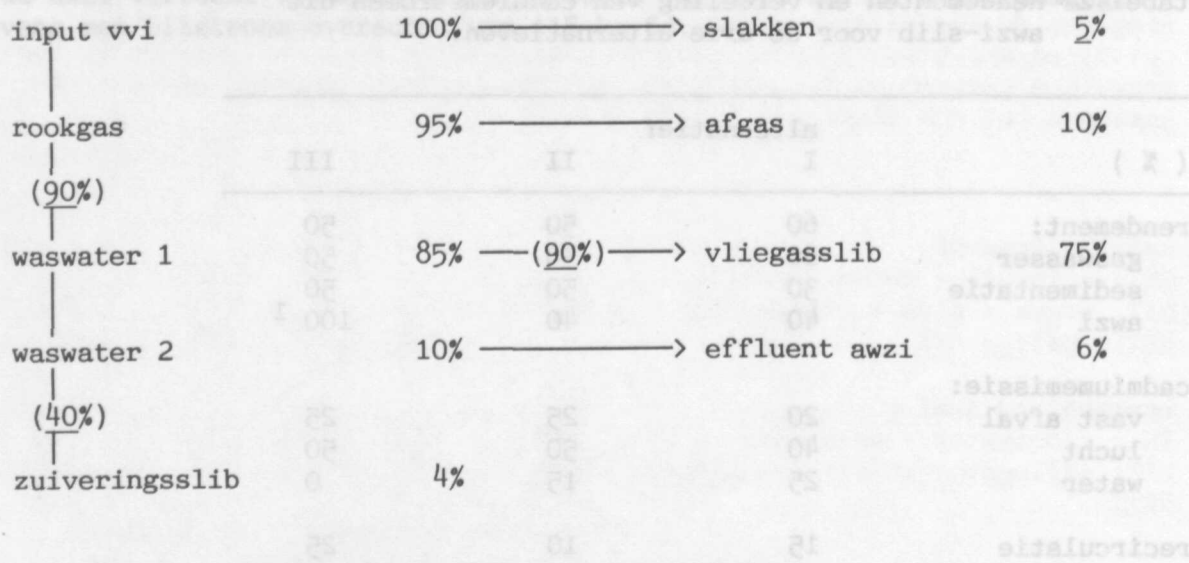 input vvi 100% ———> slakken 5%
rookgas 95% ———> afgas 10%
(90%)
waswater 1 85% ——(90%)——> vliegasslib 75%
waswater 2 10% ———> effluent awzi 6%
(40%)
zuiveringsslib 4%